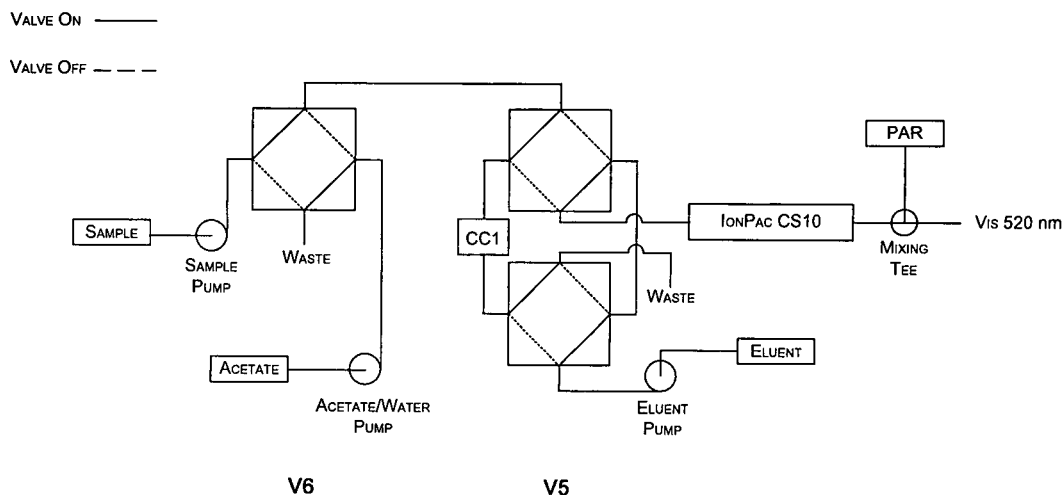 VALVE ON
VALVE OFF
PAR
SAMPLE
IONPAC CS10
VIS 520 nm
CC1
WASTE
MIXING
TEE
SAMPLE
PUMP
WASTE
ACETATE
ELUENT
ACETATE/WATER
PUMP
ELUENT
PUMP
V6
V5